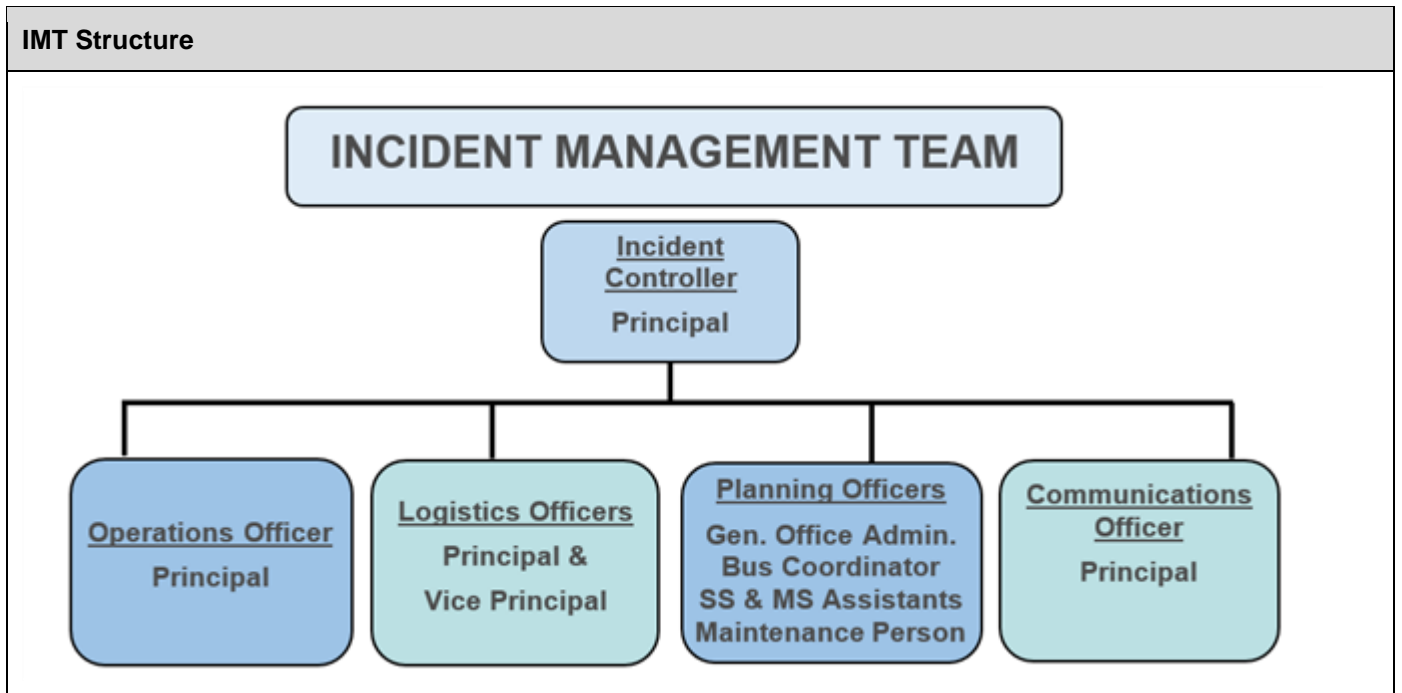 IMT Structure
INCIDENT MANAGEMENT TEAM
Incident
Controller
Principal
Operations Officer
Principal
Logistics Officers
Principal &
Vice Principal
Planning Officers
Gen. Office Admin.
Bus Coordinator
SS & MS Assistants
Maintenance Person
Communications
Officer
Principal